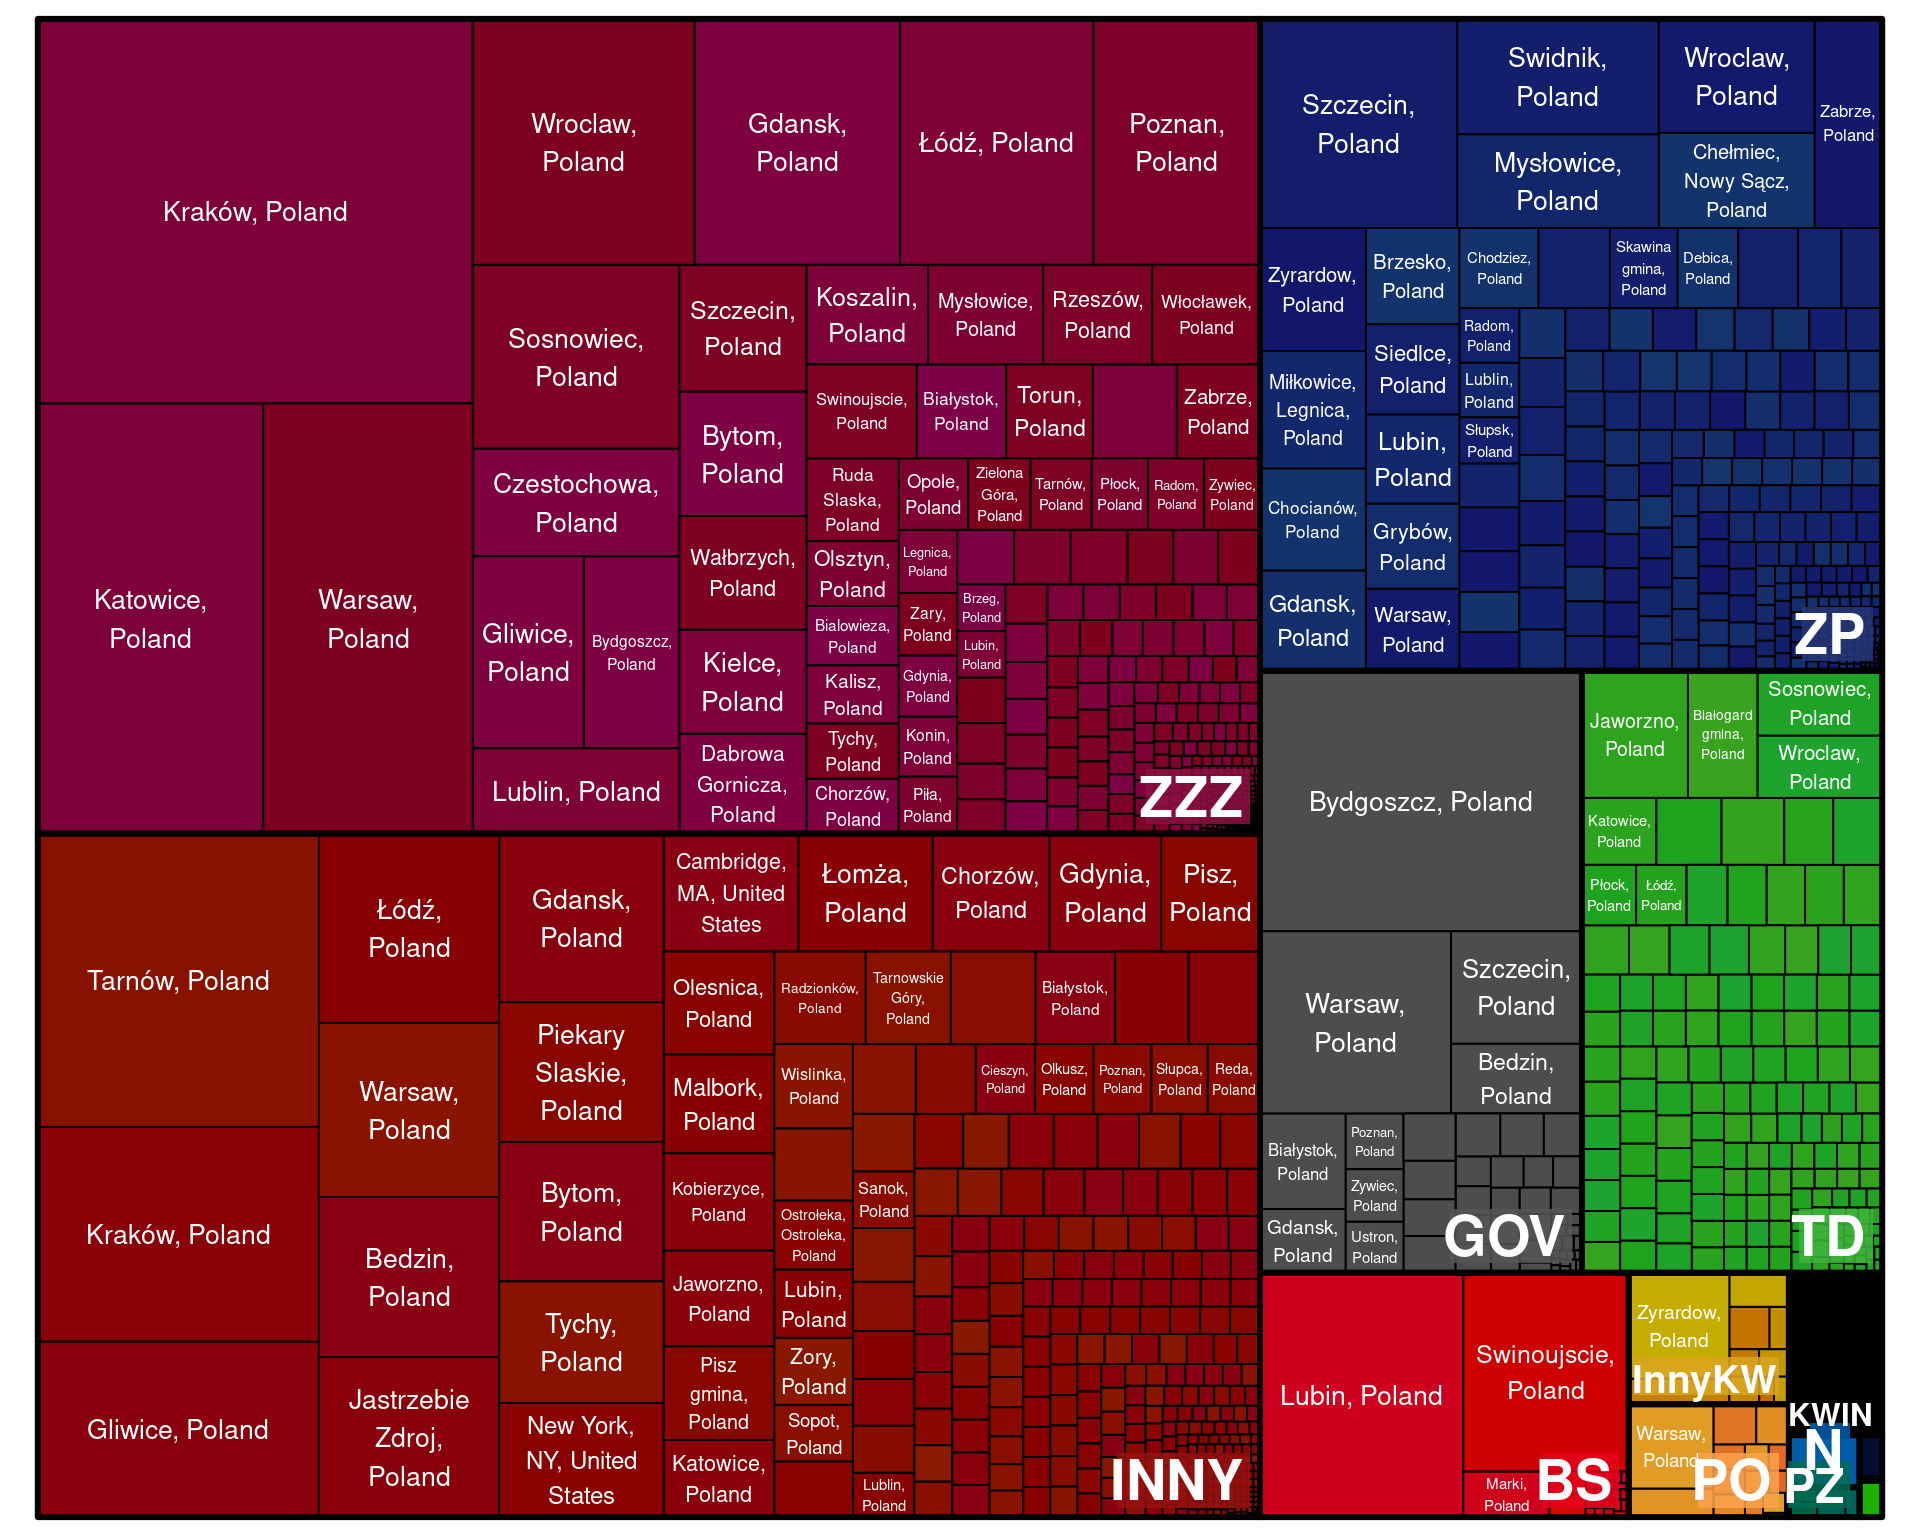 Kraków, Poland
Katowice,
Poland
Warsaw,
Poland
Wroclaw,
Poland
Gdansk,
Poland
Łódź, Poland
Poznan,
Poland
Sosnowiec,
Poland
Czestochowa,
Poland
Gliwice,
Poland
Bydgoszcz,
Poland
Lublin, Poland
Szczecin,
Poland
Bytom,
Poland
Wałbrzych,
Poland
Kielce,
Poland
Dabrowa
Gornicza,
Poland
Koszalin,
Poland
Mysłowice,
Poland
Rzeszów,
Poland
Włocławek,
Poland
Swinoujscie,
Poland
Białystok,
Poland
Torun,
Poland
Zabrze,
Poland
Ruda
Slaska,
Poland
Olsztyn,
Poland
Bialowieza,
Poland
Kalisz,
Poland
Tychy,
Poland
Chorzów,
Poland
Opole,
Poland
Zielona
Góra,
Poland
Tarnów,
Poland
Płock,
Poland
Radom,
Poland
Zywiec,
Poland
Legnica,
Poland
Zary,
Poland
Gdynia,
Poland
Konin,
Poland
Piła,
Poland
Brzeg,
Poland
Lubin,
Poland
ZZZ
Szczecin,
Poland
Swidnik,
Poland
Mysłowice,
Poland
Wroclaw,
Poland
Chełmiec,
Nowy Sącz,
Poland
Zabrze,
Poland
Zyrardow,
Poland
Miłkowice,
Legnica,
Poland
Chocianów,
Poland
Gdansk,
Poland
Brzesko,
Poland
Siedlce,
Poland
Lubin,
Poland
Grybów,
Poland
Warsaw,
Poland
Chodziez,
Poland
Skawina
gmina,
Poland
Debica,
Poland
Radom,
Poland
Lublin,
Poland
Słupsk,
Poland
ZP
Tarnów, Poland
Kraków, Poland
Gliwice, Poland
Łódź,
Poland
Warsaw,
Poland
Bedzin,
Poland
Jastrzebie
Zdroj,
Poland
Gdansk,
Poland
Piekary
Slaskie,
Poland
Bytom,
Poland
Tychy,
Poland
New York,
NY, United
States
Cambridge,
MA, United
States
Łomża,
Poland
Chorzów,
Poland
Gdynia,
Poland
Pisz,
Poland
Olesnica,
Poland
Malbork,
Poland
Kobierzyce,
Poland
Jaworzno,
Poland
Pisz
gmina,
Poland
Katowice,
Poland
Radzionków,
Poland
Tarnowskie
Góry,
Poland
Białystok,
Poland
Wislinka,
Poland
Cieszyn,
Poland
Olkusz,
Poland
Poznan,
Poland
Słupca,
Poland
Reda,
Poland
Ostrołeka,
Ostroleka,
Poland
Lubin,
Poland
Zory,
Poland
Sopot,
Poland
Sanok,
Poland
Lublin,
Poland
INNY
Bydgoszcz, Poland
Warsaw,
Poland
Szczecin,
Poland
Bedzin,
Poland
Białystok,
Poland
Gdansk,
Poland
Poznan,
Poland
Zywiec,
Poland
Ustron,
Poland
GOV
Jaworzno,
Poland
Białogard
gmina,
Poland
Sosnowiec,
Poland
Wroclaw,
Poland
Katowice,
Poland
Płock,
Poland
Łódź,
Poland
TD
Lubin, Poland
Swinoujscie,
Poland
Marki,
Poland
BS
Zyrardow,
Poland
InnyKW
Warsaw,
Poland
PO
KWIN
N
PZ